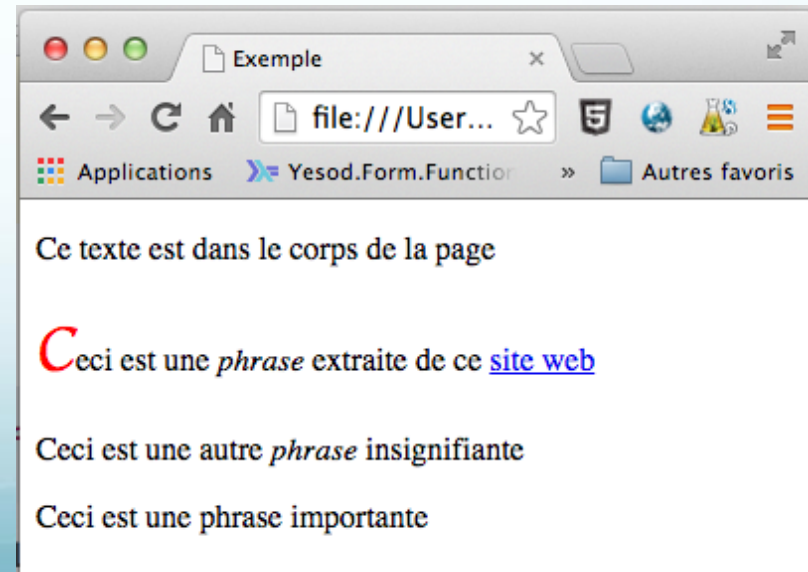 Exemple
file:///User...
Applications Yesod.Form.Function » Autres favoris
Ce texte est dans le corps de la page
Ceci est une phrase extraite de ce site web
Ceci est une autre phrase insignifiante
Ceci est une phrase importante